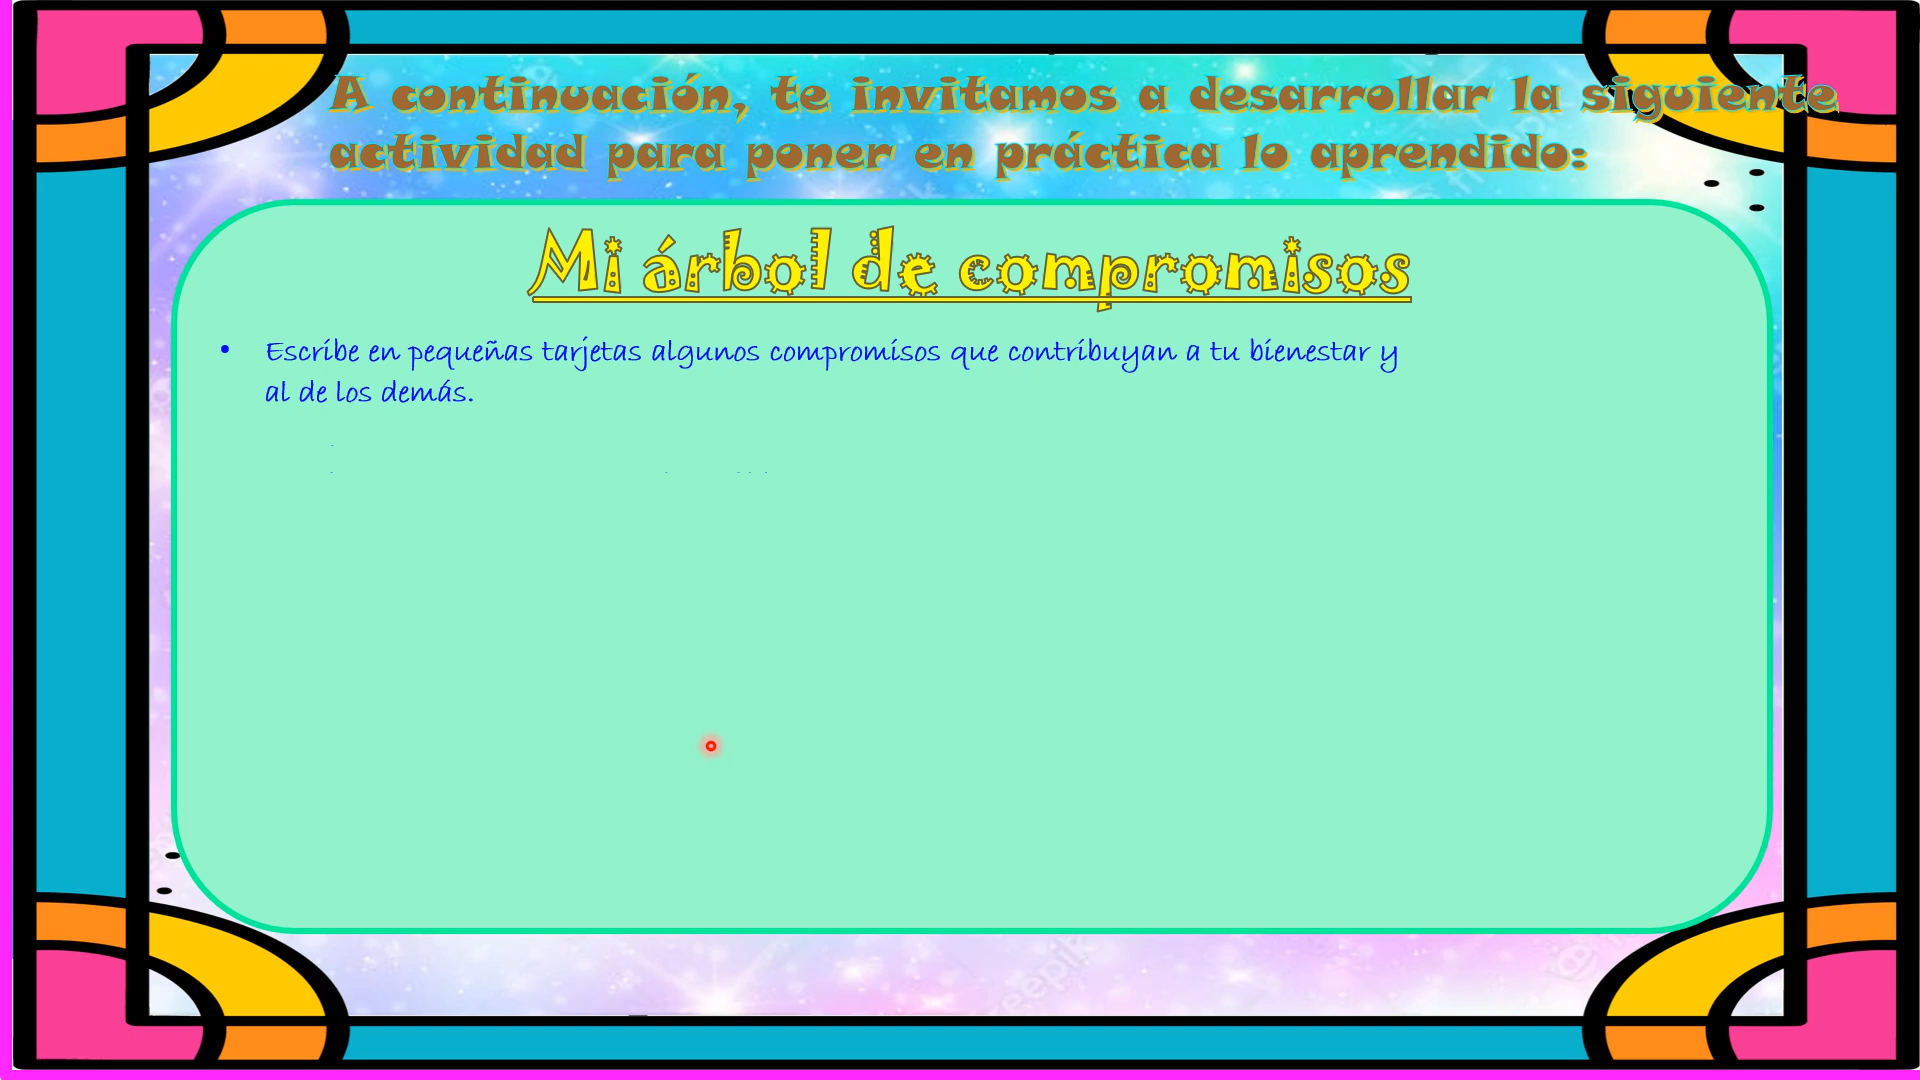 A continuación, te invitamos a desarrollar la siguiente
actividad para poner en práctica lo aprendido:
Mi árbol de compromisos
• Escribe en pequeñas tarjetas algunos compromisos que contribuyan a tu bienestar y
al de los demás.